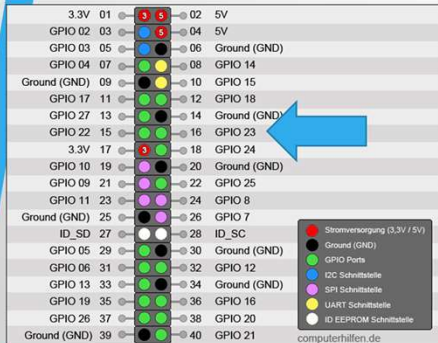 3.3V 01 3 5 02 5V
GPIO 02 03 5 04 5V
GPIO 03 05 06 Ground (GND)
GPIO 04 07 08 GPIO 14
Ground (GND) 09 10 GPIO 15
GPIO 17 11 12 GPIO 18
GPIO 27 13 14 Ground (GND)
GPIO 22 15 16 GPIO 23
3.3V 17 3 18 GPIO 24
GPIO 10 19 20 Ground (GND)
GPIO 09 21 22 GPIO 25
GPIO 11 23 24 GPIO 8
Ground (GND) 25 26 GPIO 7
ID_SD 27 28 ID_SC
GPIO 05 29 30 Ground (GND)
GPIO 06 31 32 GPIO 12
GPIO 13 33 34 Ground (GND)
GPIO 19 35 36 GPIO 16
GPIO 26 37 38 GPIO 20
Ground (GND) 39 40 GPIO 21
Stromversorgung (3,3V / 5V)
Ground (GND)
GPIO Ports
I2C Schnittstelle
SPI Schnittstelle
UART Schnittstelle
ID EEPROM Schnittstelle
computerhilfen.de